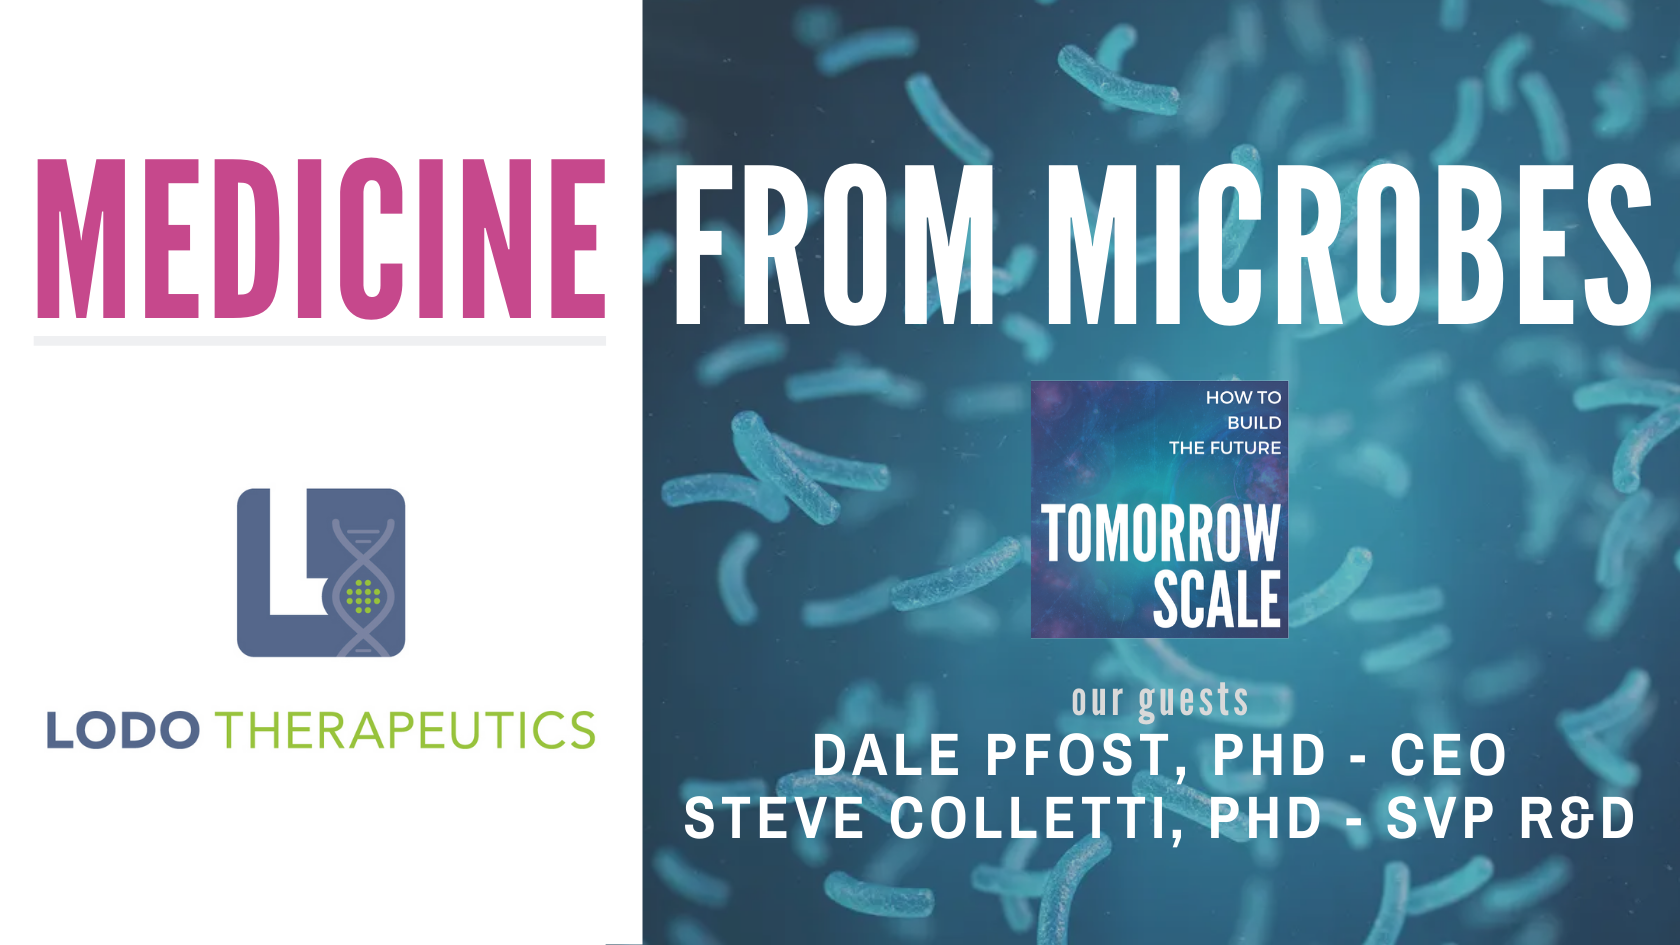 MEDICINE FROM MICROBES
HOW TO
BUILD
THE FUTURE
TOMORROW
SCALE
LODO THERAPEUTICS
our guests
DALE PFOST, PHD - CEO
STEVE COLLETTI, PHD - SVP R&D